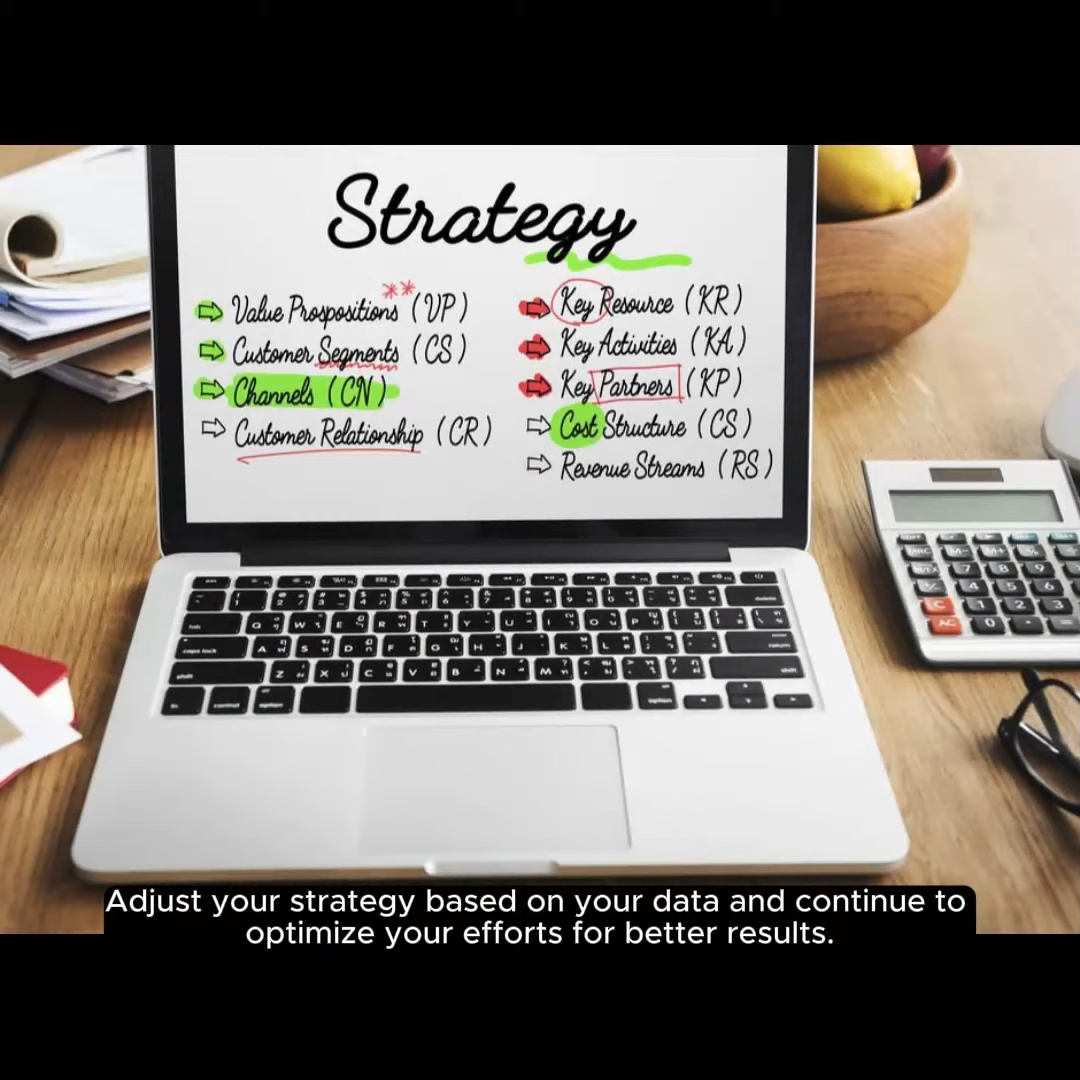 Strategy
**
Value Prospositions (VP)
Customer Segments (CS)
Channels (CN)
Customer Relationship (CR)
Key Resource (KR)
Key Activities (KA)
Key Partners (KP)
Cost Structure (CS)
Revenue Streams (RS)
Adjust your strategy based on your data and continue to
optimize your efforts for better results.